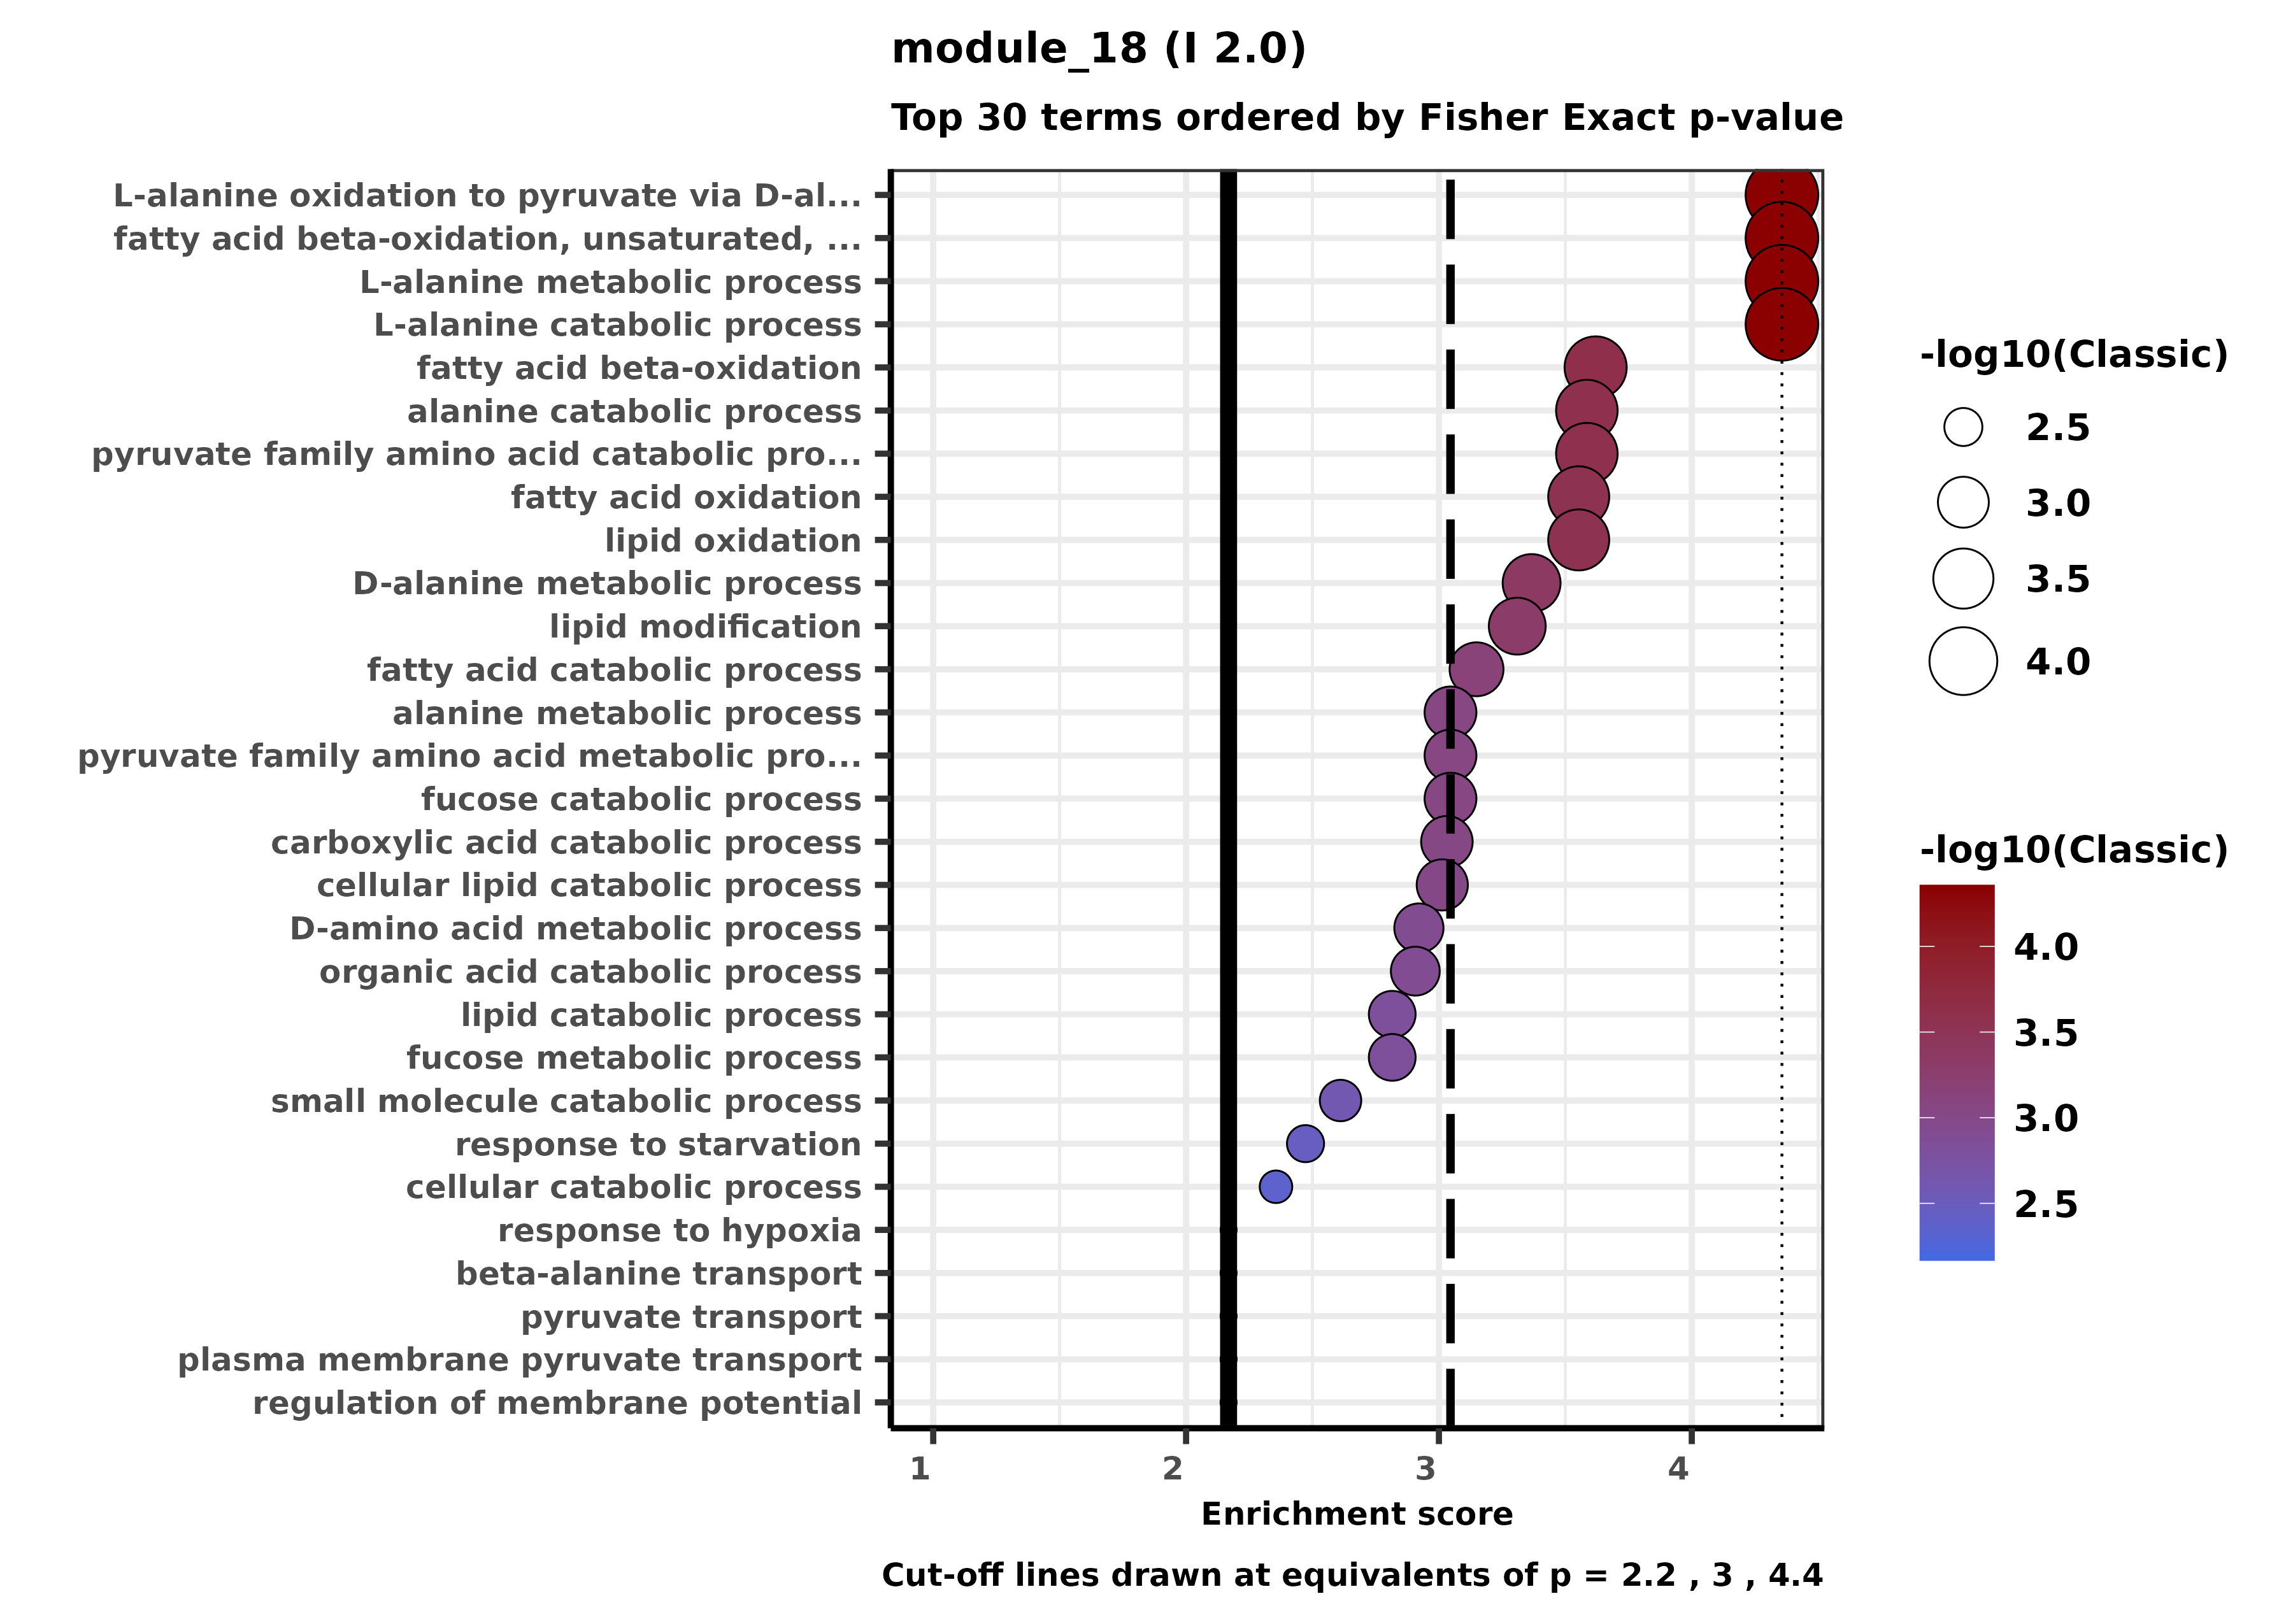 module_18 (I 2.0)
Top 30 terms ordered by Fisher Exact p-value
L-alanine oxidation to pyruvate via D-al...
fatty acid beta-oxidation, unsaturated, ...
L-alanine metabolic process
L-alanine catabolic process
fatty acid beta-oxidation
alanine catabolic process
pyruvate family amino acid catabolic pro...
fatty acid oxidation
lipid oxidation
D-alanine metabolic process
lipid modification
fatty acid catabolic process
alanine metabolic process
pyruvate family amino acid metabolic pro...
fucose catabolic process
carboxylic acid catabolic process
cellular lipid catabolic process
D-amino acid metabolic process
organic acid catabolic process
lipid catabolic process
fucose metabolic process
small molecule catabolic process
response to starvation
cellular catabolic process
response to hypoxia
beta-alanine transport
pyruvate transport
plasma membrane pyruvate transport
regulation of membrane potential
1 2 3 4
Enrichment score
Cut-off lines drawn at equivalents of p = 2.2 , 3 , 4.4
-log10(Classic)
2.5
3.0
3.5
4.0
-log10(Classic)
4.0
3.5
3.0
2.5